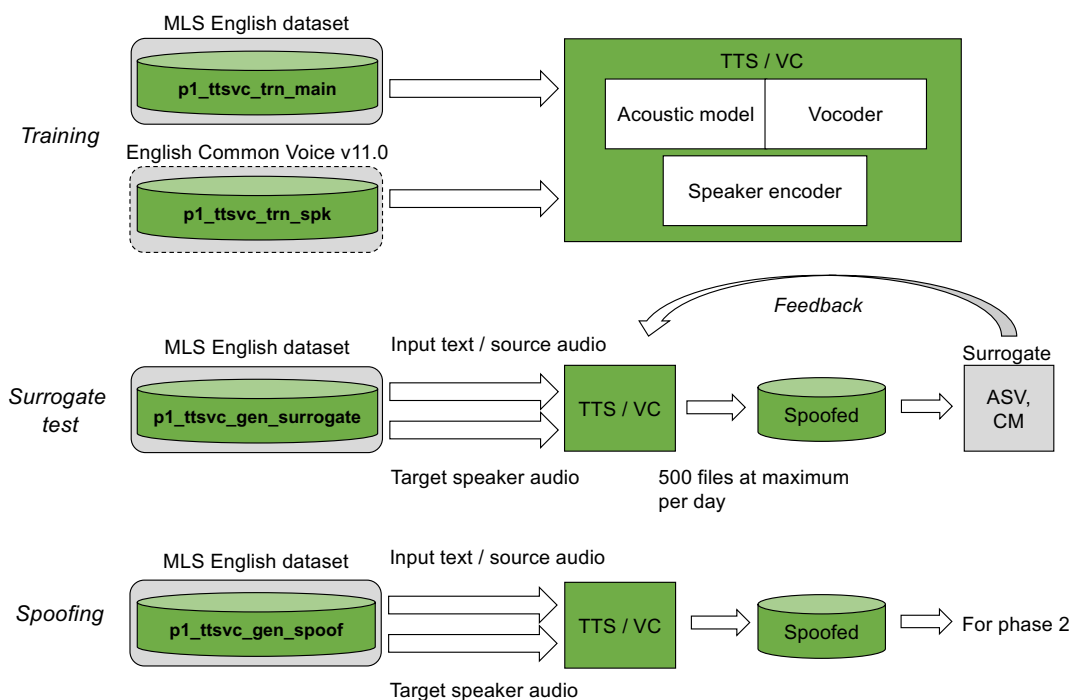 MLS English dataset
p1_ttsvc_trn_main
TTS / VC
Acoustic model
Vocoder
Training
English Common Voice v11.0
p1_ttsvc_trn_spk
Speaker encoder
Feedback
MLS English dataset
Input text / source audio
Surrogate
Surrogate
test
p1_ttsvc_gen_surrogate
TTS / VC
Spoofed
ASV,
CM
Target speaker audio
500 files at maximum
per day
MLS English dataset
Input text / source audio
Spoofing
p1_ttsvc_gen_spoof
TTS / VC
Spoofed
For phase 2
Target speaker audio